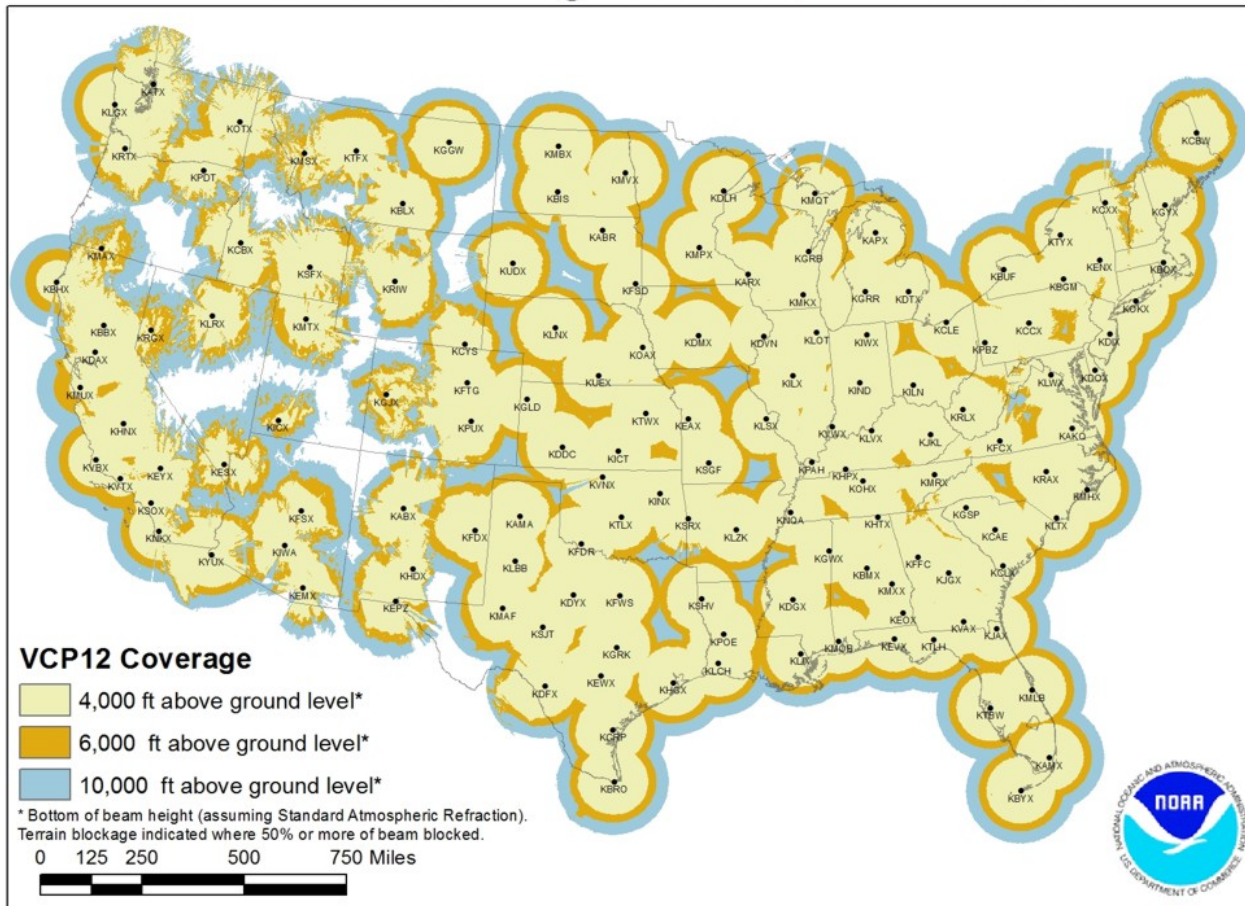 KATX
KLGX
KOTX
KRTX
KPDT
KMSX
KTFX
KGGW
KMBX
KMVX
KBIS
KDLH
KMQT
KCBW
KBLX
KCXX
KGYX
KMAX
KCBX
KABR
KAPX
KTYX
KBHX
KSFX
KUDX
KMPX
KGRB
KBUF
KENX
KBOX
KRIW
KFSD
KARX
KBGM
KMKX
KGRR
KDTX
KOKX
KBBX
KRGX
KLRX
KMTX
KLNX
KCLE
KCCX
KDAX
KCYS
KOAX
KDMX
KDVN
KLOT
KIWX
KPBZ
KDIX
KMUX
KGJX
KFTG
KUEX
KILX
KIND
KILN
KLWX
KDOX
KHNX
KICX
KPUX
KGLD
KTWX
KEAX
KLSX
KVWX
KLVX
KJKL
KRLX
KFCX
KAKQ
KVBX
KEYX
KESX
KDDC
KICT
KSGF
KPAH
KHPX
KVTX
KVNX
KOHX
KMRX
KRAX
KMHX
KSOX
KFSX
KABX
KFDX
KAMA
KTLX
KINX
KSRX
KLZK
KNQA
KHTX
KGSP
KCAE
KLTX
KNKX
KYUX
KIWA
KFDR
KLBB
KGWX
KFFC
KEMX
KHDX
KEPZ
KBMX
KJGX
KMAF
KDYX
KFWS
KSHV
KDGX
KMXX
KEOX
KSJT
KPOE
KVAX
KJAX
KGRK
KLCH
KLIX
KMOB
KEVX
KTLH
KDFX
KEWX
KHGX
KMLB
KTBW
KCRP
KAMX
KBRO
KBYX
VCP12 Coverage
4,000 ft above ground level*
6,000 ft above ground level*
10,000 ft above ground level*
* Bottom of beam height (assuming Standard Atmospheric Refraction).
Terrain blockage indicated where 50% or more of beam blocked.
0 125 250 500 750 Miles
NATIONAL OCEANIC AND ATMOSPHERIC ADMINISTRATION
NOAA
U.S. DEPARTMENT OF COMMERCE